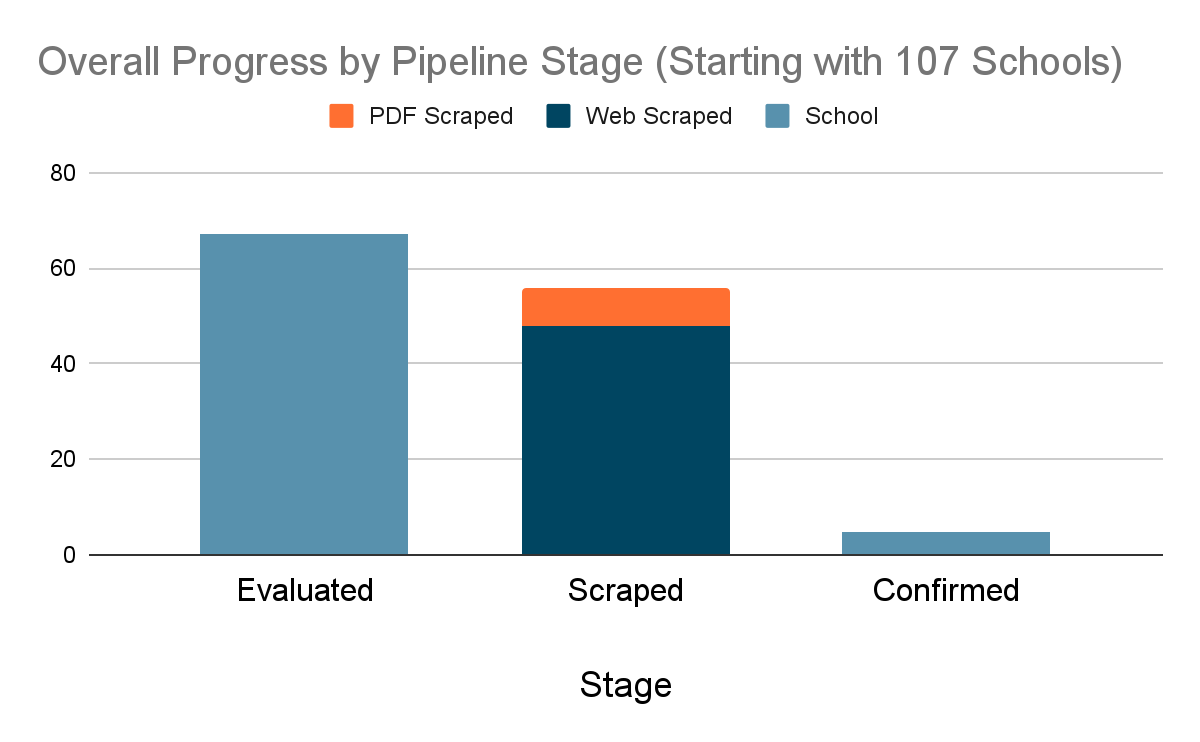 Overall Progress by Pipeline Stage (Starting with 107 Schools)
PDF Scraped Web Scraped School
80
60
40
20
0
Evaluated Scraped Confirmed
Stage